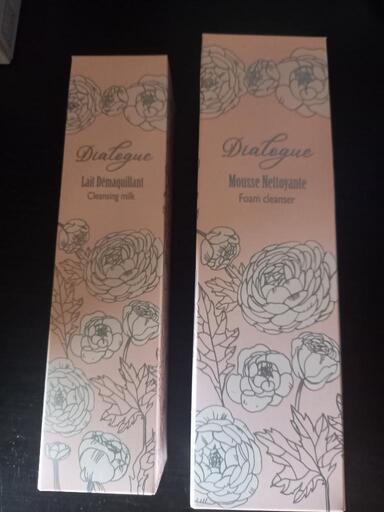 Dialogue
Lait Démaquillant
Cleansing milk
Dialogue
Mousse Nettoyante
Foam cleanser